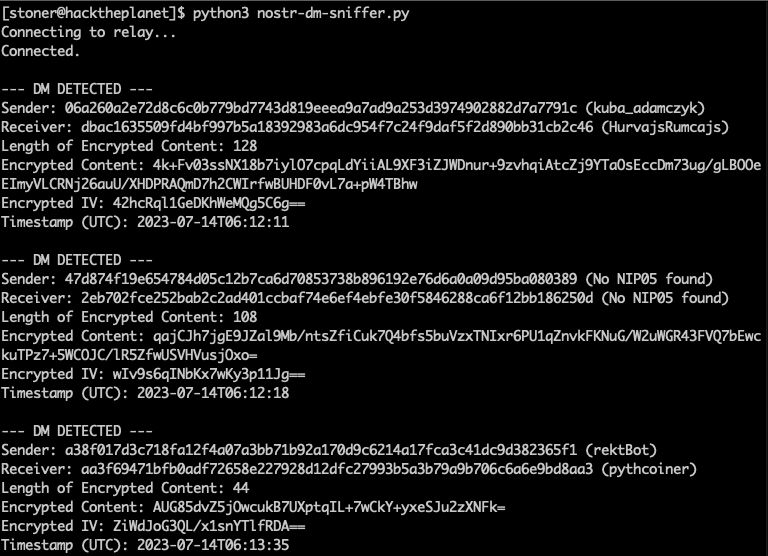 [stoner@hacktheplanet]$ python3 nostr-dm-sniffer.py
Connecting to relay...
Connected.
--- DM DETECTED ---
Sender: 06a260a2e72d8c6c0b779bd7743d819eeea9a7ad9a253d3974902882d7a7791c (kuba_adamczyk)
Receiver: dbac1635509fd4bf997b5a18392983a6dc954f7c24f9daf5f2d890bb31cb2c46 (HurvajsRumcajs)
Length of Encrypted Content: 128
Encrypted Content: 4k+Fv03ssNX18b7iylO7cpqLdYiiAL9XF3iZJWDnur+9zvhqiAtcZj9YTaOsEccDm73ug/gLBOOe
EImyVLCRNj26auU/XHDPRAQmD7h2CWIrfwBUHDF0vL7a+pW4TBhw
Encrypted IV: 42hcRql1GeDKhWeMQg5C6g==
Timestamp (UTC): 2023-07-14T06:12:11
--- DM DETECTED ---
Sender: 47d874f19e654784d05c12b7ca6d70853738b896192e76d6a0a09d95ba080389 (No NIP05 found)
Receiver: 2eb702fce252bab2c2ad401ccbaf74e6ef4ebfe30f5846288ca6f12bb186250d (No NIP05 found)
Length of Encrypted Content: 108
Encrypted Content: qajCJh7jgE9JZal9Mb/ntsZfiCuk7Q4bfs5buVzxTNIxr6PU1qZnvkFKNuG/W2uWGR43FVQ7bEwc
kuTPz7+5WCOJC/lR5ZfwUSVHVusjOxo=
Encrypted IV: wIv9s6qINbKx7wKy3p11Jg==
Timestamp (UTC): 2023-07-14T06:12:18
--- DM DETECTED ---
Sender: a38f017d3c718fa12f4a07a3bb71b92a170d9c6214a17fca3c41dc9d382365f1 (rektBot)
Receiver: aa3f69471bfb0adf72658e227928d12dfc27993b5a3b79a9b706c6a6e9bd8aa3 (pythcoiner)
Length of Encrypted Content: 44
Encrypted Content: AUG85dvZ5jOwcukB7UXptqIL+7wCkY+yxeSJu2zXNFk=
Encrypted IV: ZiWdJoG3QL/x1snYTlfRDA==
Timestamp (UTC): 2023-07-14T06:13:35